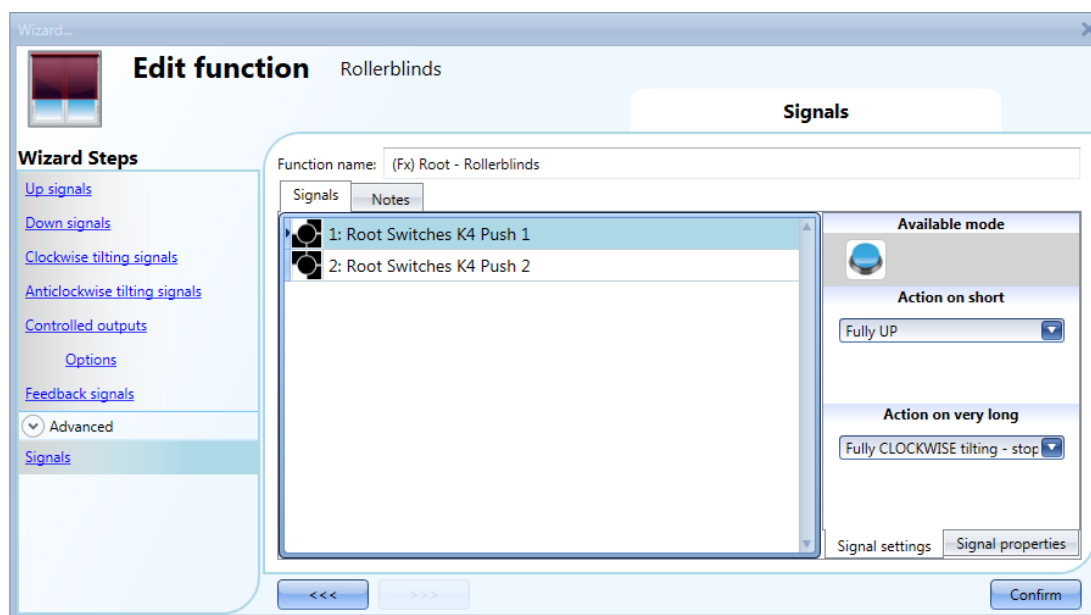 Wizard...
Edit function Rollerblinds
Signals
Wizard Steps
Up signals
Down signals
Clockwise tilting signals
Anticlockwise tilting signals
Controlled outputs
Options
Feedback signals
Advanced
Signals
Function name: (Fx) Root - Rollerblinds
Signals Notes
1: Root Switches K4 Push 1
2: Root Switches K4 Push 2
Available mode
Action on short
Fully UP
Action on very long
Fully CLOCKWISE tilting - stop
Signal settings Signal properties
<<< >>> Confirm